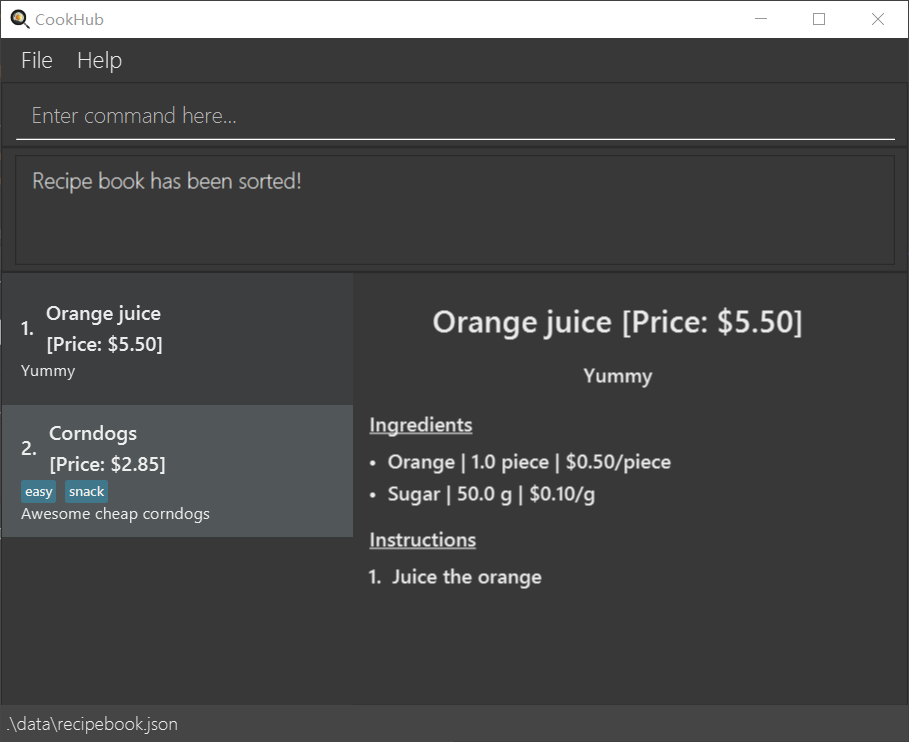 CookHub
File Help
Enter command here...
Recipe book has been sorted!
1. Orange juice
[Price: $5.50]
Yummy
2. Corndogs
[Price: $2.85]
easy snack
Awesome cheap corndogs
Orange juice [Price: $5.50]
Yummy
Ingredients
• Orange | 1.0 piece | $0.50/piece
• Sugar | 50.0 g | $0.10/g
Instructions
1. Juice the orange
.\data\recipebook.json